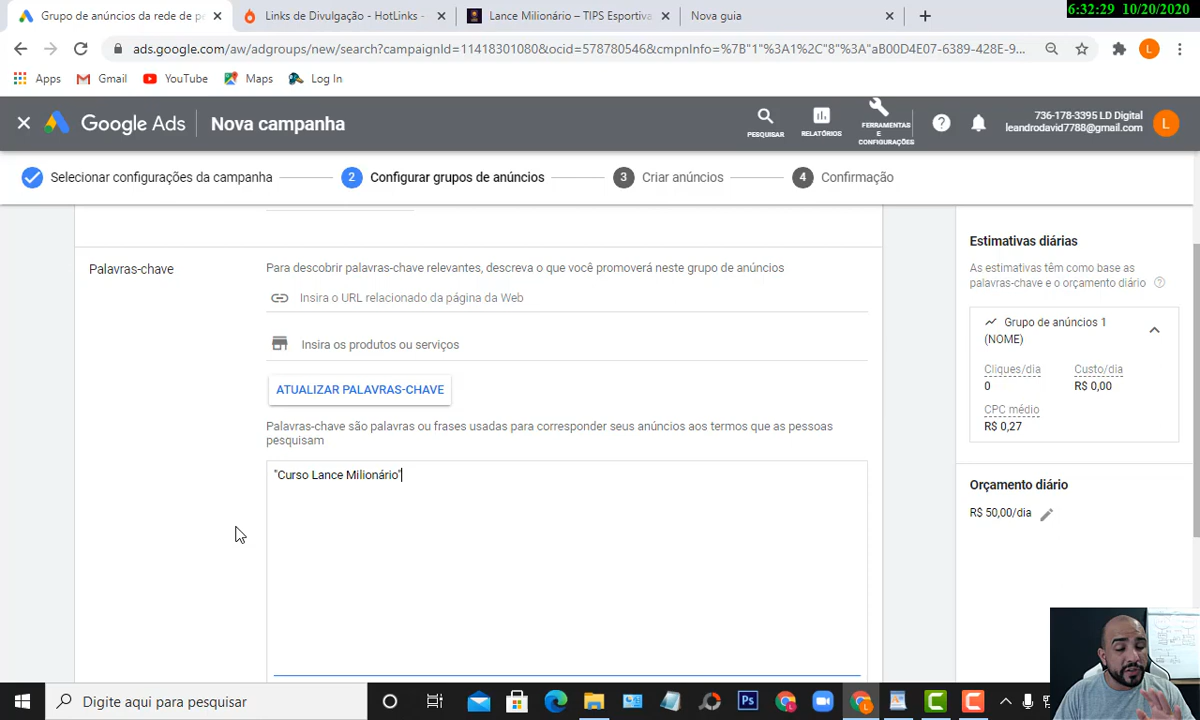 Grupo de anúncios da rede de pe
Links de Divulgação - HotLinks -
Lance Milionário – TIPS Esportiva
Nova guia
6:32:29 10/20/2020
ads.google.com/aw/adgroups/new/search?campaignId=11418301080&ocid=578780546&cmpnInfo=%7B"1"%3A1%2C"8"%3A"aB00D4E07-6389-428E-9...
L
Apps
Gmail
YouTube
Maps
Log In
Google Ads
Nova campanha
PESQUISAR
RELATÓRIOS
FERRAMENTAS
E
CONFIGURAÇÕES
736-178-3395 LD Digital
leandrodavid7788@gmail.com
L
Selecionar configurações da campanha
2 Configurar grupos de anúncios
3 Criar anúncios
4 Confirmação
Palavras-chave
Para descobrir palavras-chave relevantes, descreva o que você promoverá neste grupo de anúncios
Insira o URL relacionado da página da Web
Insira os produtos ou serviços
ATUALIZAR PALAVRAS-CHAVE
Palavras-chave são palavras ou frases usadas para corresponder seus anúncios aos termos que as pessoas
pesquisam
"Curso Lance Milionário"
Estimativas diárias
As estimativas têm como base as
palavras-chave e o orçamento diário
Grupo de anúncios 1
(NOME)
Cliques/dia
0
Custo/dia
R$ 0,00
CPC médio
R$ 0,27
Orçamento diário
R$ 50,00/dia
Digite aqui para pesquisar
Ps